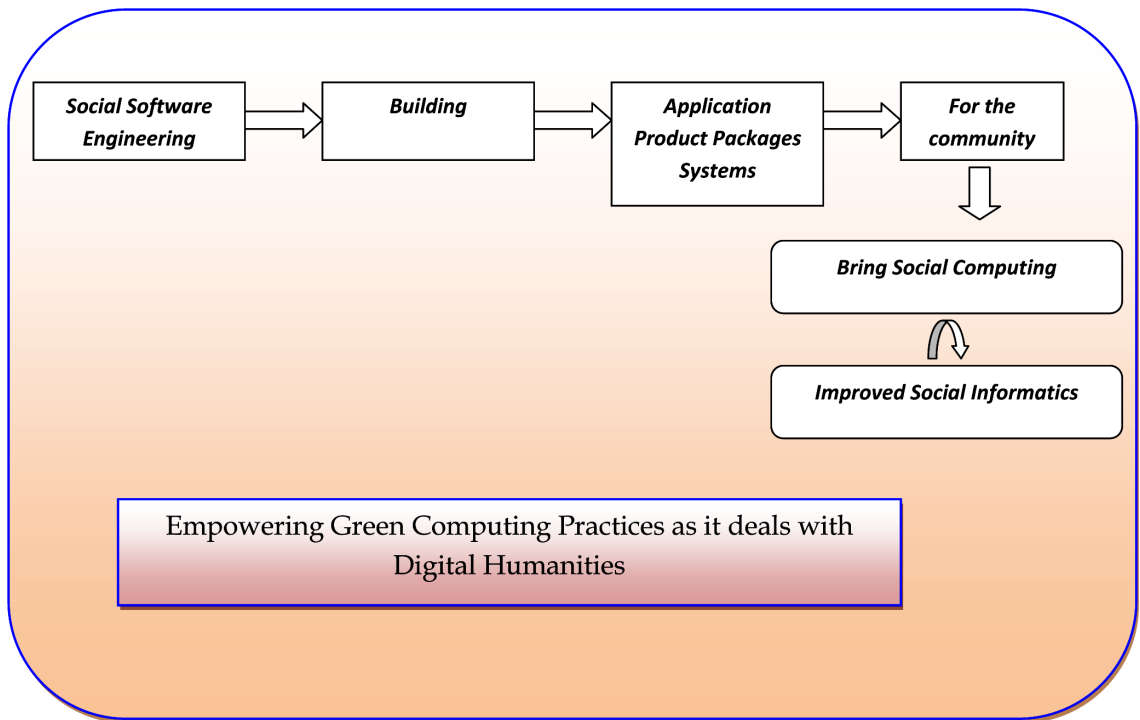 Social Software
Engineering
Building
Application
Product Packages
Systems
For the
community
Bring Social Computing
Improved Social Informatics
Empowering Green Computing Practices as it deals with
Digital Humanities